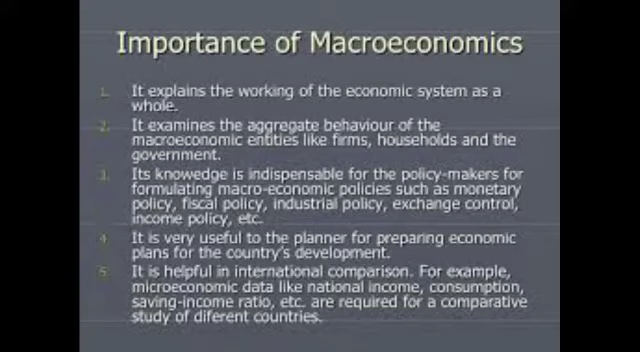 Importance of Macroeconomics
1. It explains the working of the economic system as a
whole.
2. It examines the aggregate behaviour of the
macroeconomic entities like firms, households and the
government.
3. Its knowedge is indispensable for the policy-makers for
formulating macro-economic policies such as monetary
policy, fiscal policy, industrial policy, exchange control,
income policy, etc.
4. It is very useful to the planner for preparing economic
plans for the country's development.
5. It is helpful in international comparison. For example,
microeconomic data like national income, consumption,
saving-income ratio, etc. are required for a comparative
study of diferent countries.